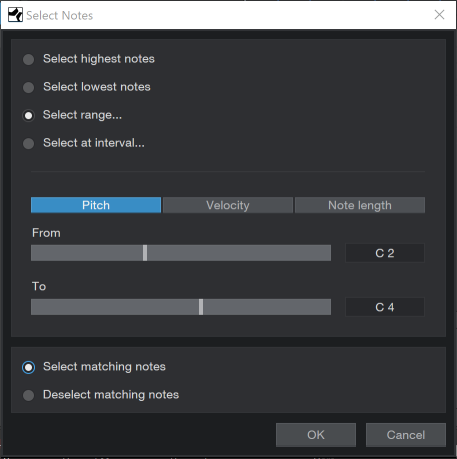 Select Notes
Select highest notes
Select lowest notes
Select range...
Select at interval...
Pitch Velocity Note length
From
C 2
To
C 4
Select matching notes
Deselect matching notes
OK Cancel